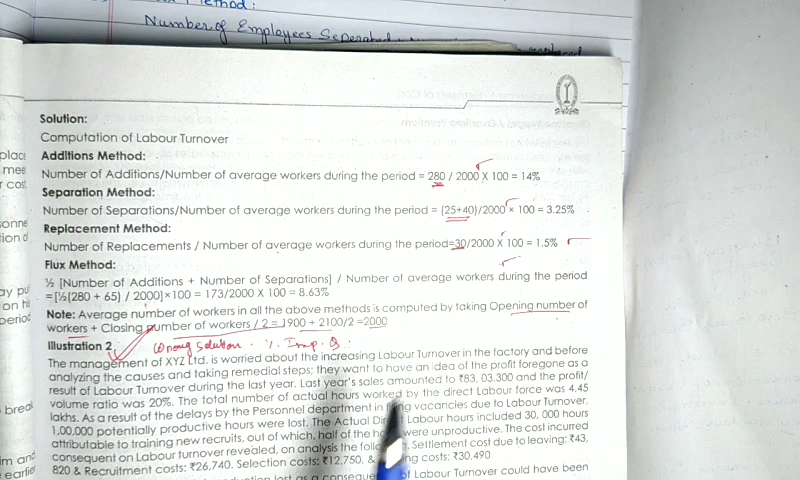 Method:
Number of Employees Seperated
Solution:
Computation of Labour Turnover
Additions Method:
Number of Additions/Number of average workers during the period = 280 / 2000 X 100 = 14%
Separation Method:
Number of Separations/Number of average workers during the period = (25+40)/2000 × 100 = 3.25%
Replacement Method:
Number of Replacements / Number of average workers during the period=30/2000 X 100 = 1.5%
Flux Method:
½ [Number of Additions + Number of Separations] / Number of average workers during the period
=[½(280 + 65) / 2000]×100 = 173/2000 X 100 = 8.63%
Note: Average number of workers in all the above methods is computed by taking Opening number of
workers + Closing number of workers / 2 = 1900 + 2100/2 =2000
Illustration 2
Wrong solution. Imp. Q.
The management of XYZ Ltd. is worried about the increasing Labour Turnover in the factory and before
analyzing the causes and taking remedial steps; they want to have an idea of the profit foregone as a
result of Labour Turnover during the last year. Last year's sales amounted to ₹83, 03,300 and the profit/
volume ratio was 20%. The total number of actual hours worked by the direct Labour force was 4.45
lakhs. As a result of the delays by the Personnel department in vacancies due to Labour Turnover,
1,00,000 potentially productive hours were lost. The Actual Labour hours included 30, 000 hours
attributable to training new recruits, out of which, half of the were unproductive. The cost incurred
consequent on Labour turnover revealed, on analysis the Settlement cost due to leaving: ₹43,
820 & Recruitment costs: ₹26,740, Selection costs: ₹12,750, & costs: ₹30,490
of Labour Turnover could have been